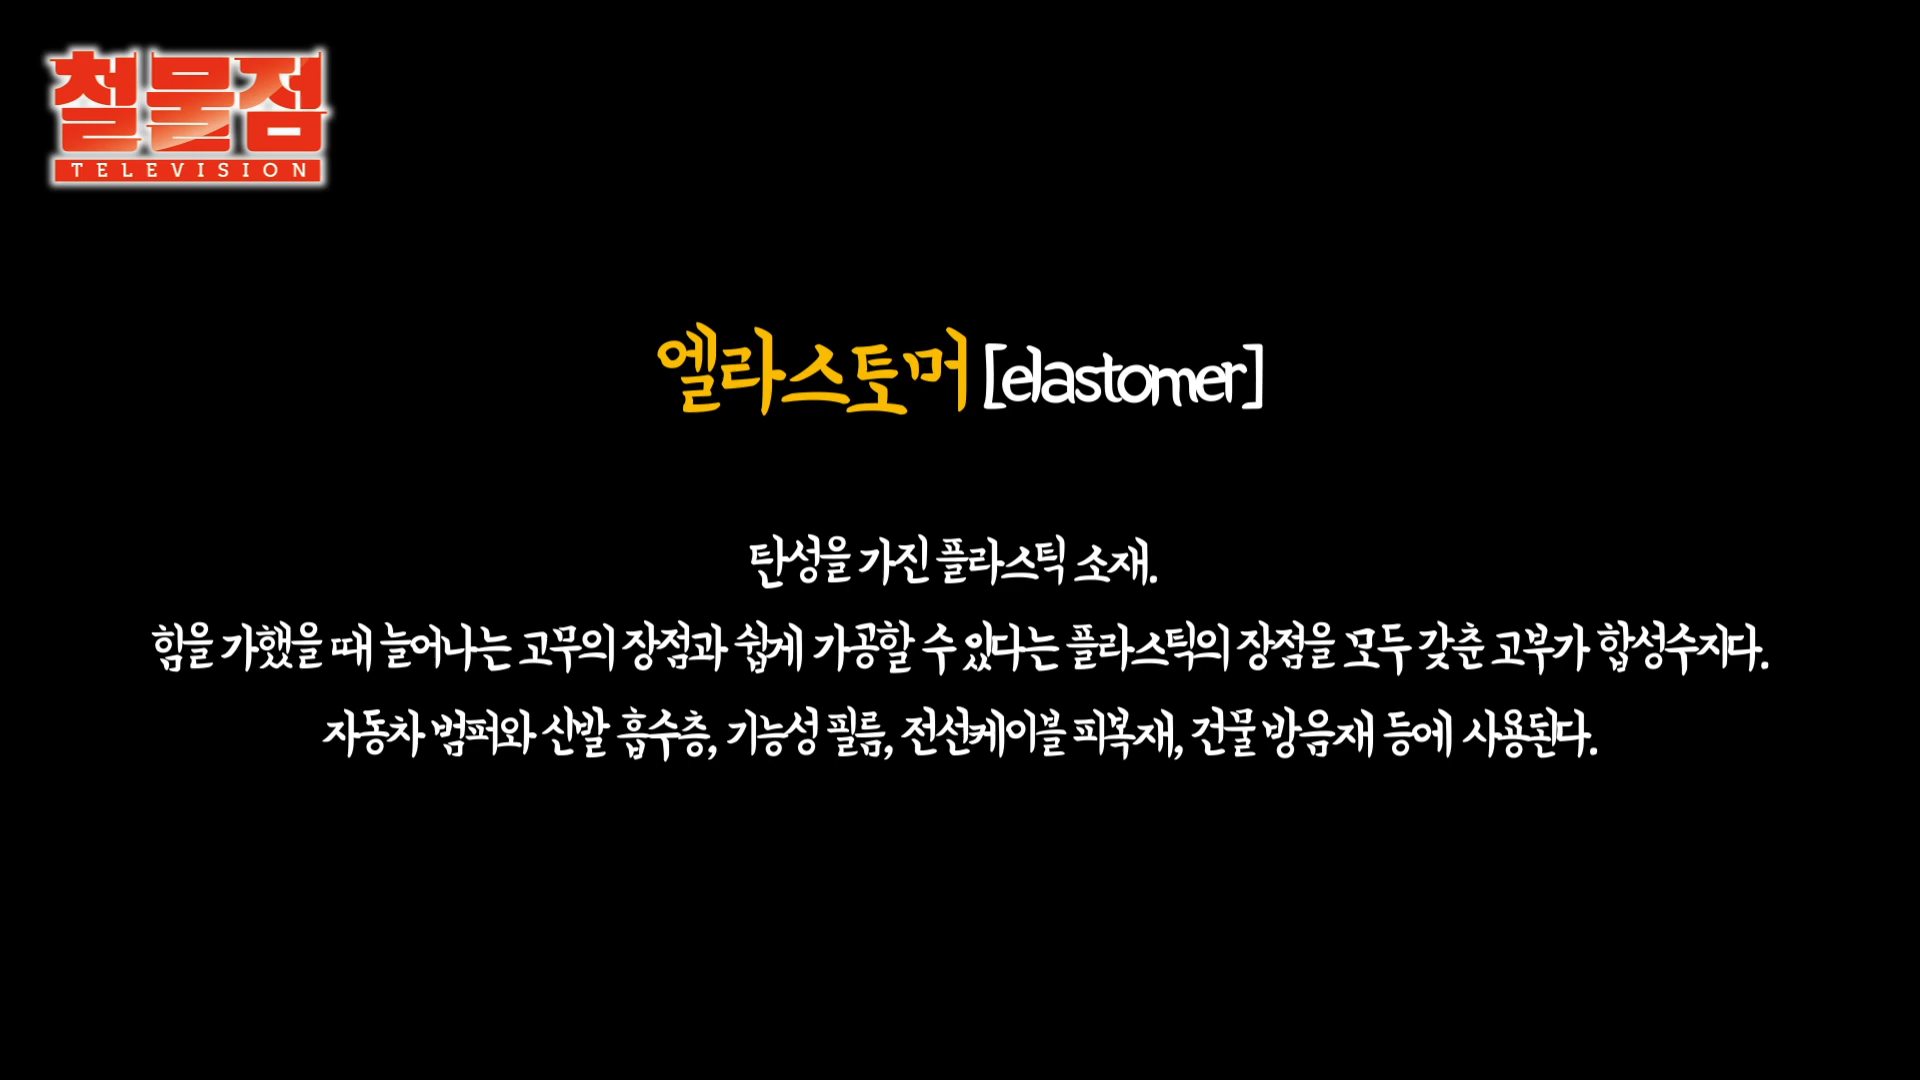 철물점
TELEVISION
엘라스토머 [elastomer]
탄성을 가진 플라스틱 소재.
힘을 가했을 때 늘어나는 고무의 장점과 쉽게 가공할 수 있다는 플라스틱의 장점을 모두 갖춘 고부가 합성수지다.
자동차 범퍼와 신발 흡수층, 기능성 필름, 전선케이블 피복재, 건물 방음재 등에 사용된다.